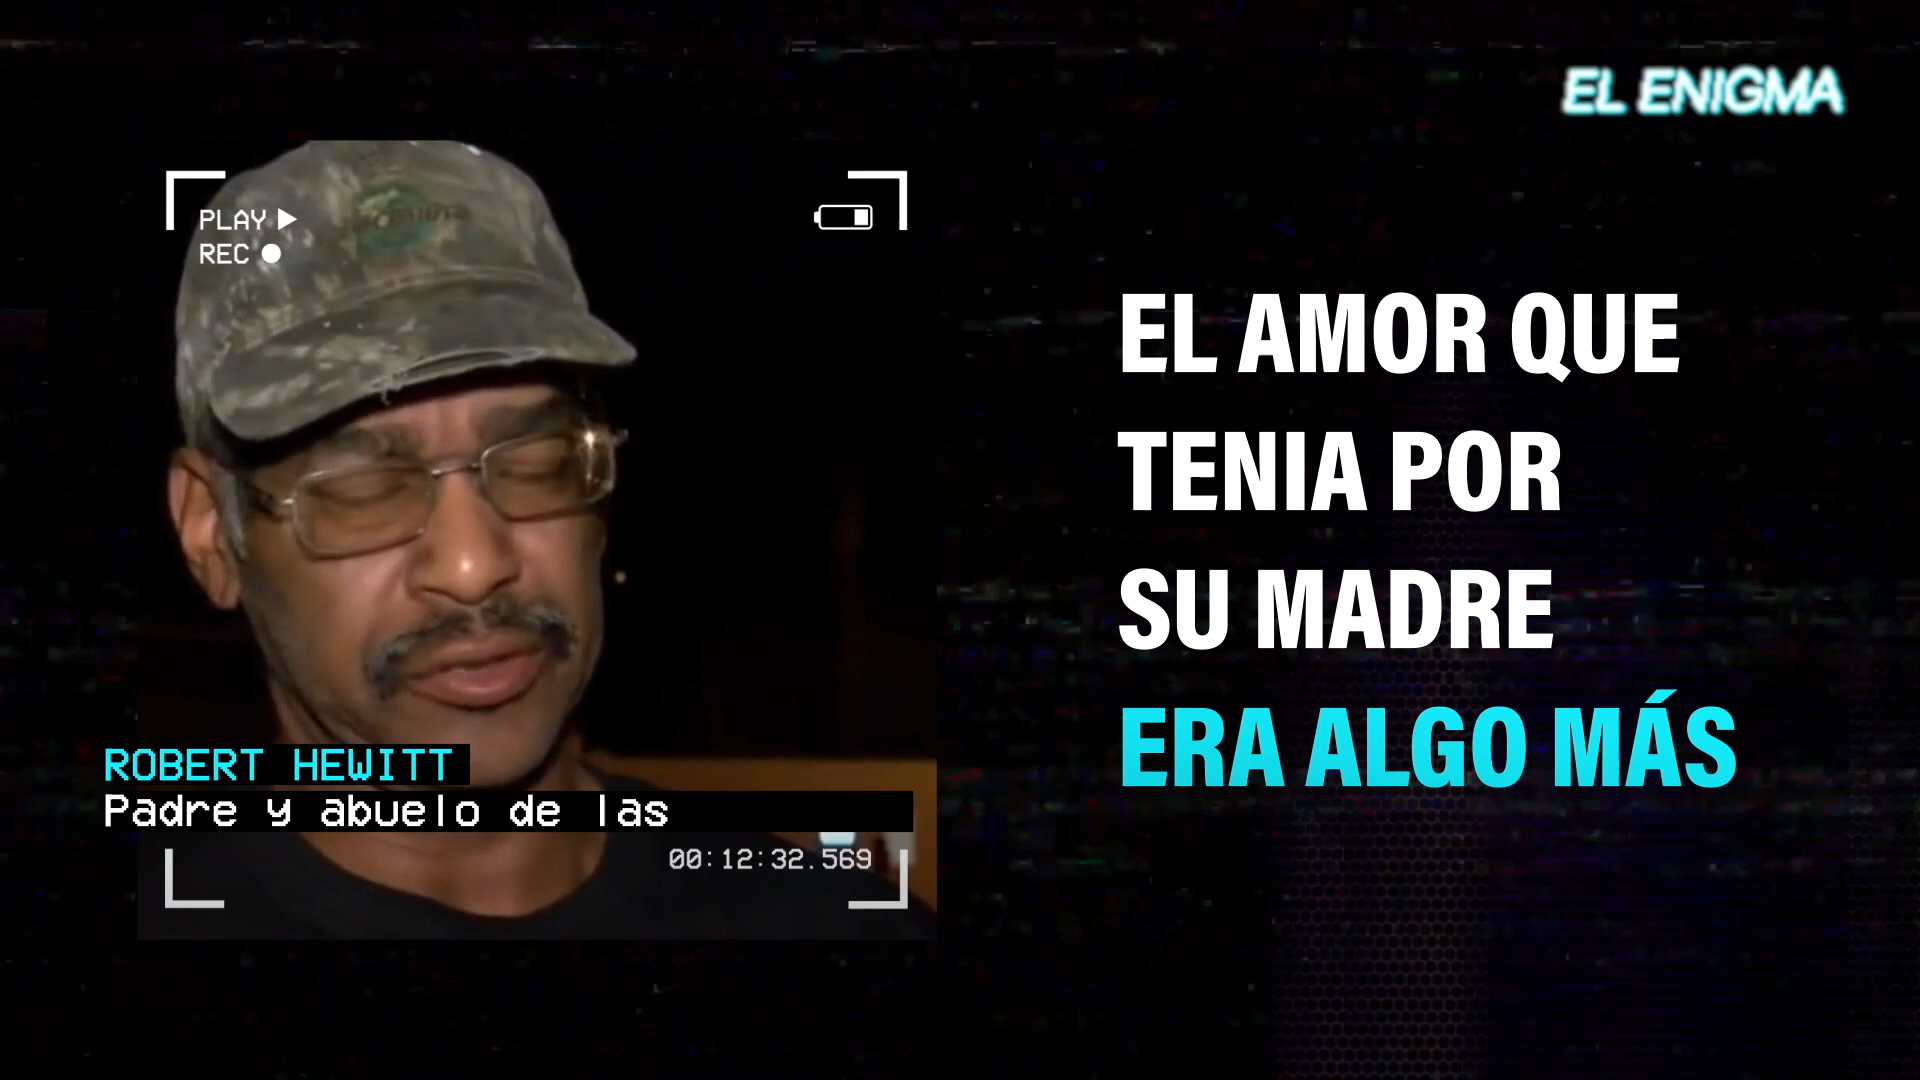 EL ENIGMA
PLAY
REC
EL AMOR QUE
TENIA POR
SU MADRE
ERA ALGO MÁS
ROBERT HEWITT
Padre y abuelo de las
00:12:32.569